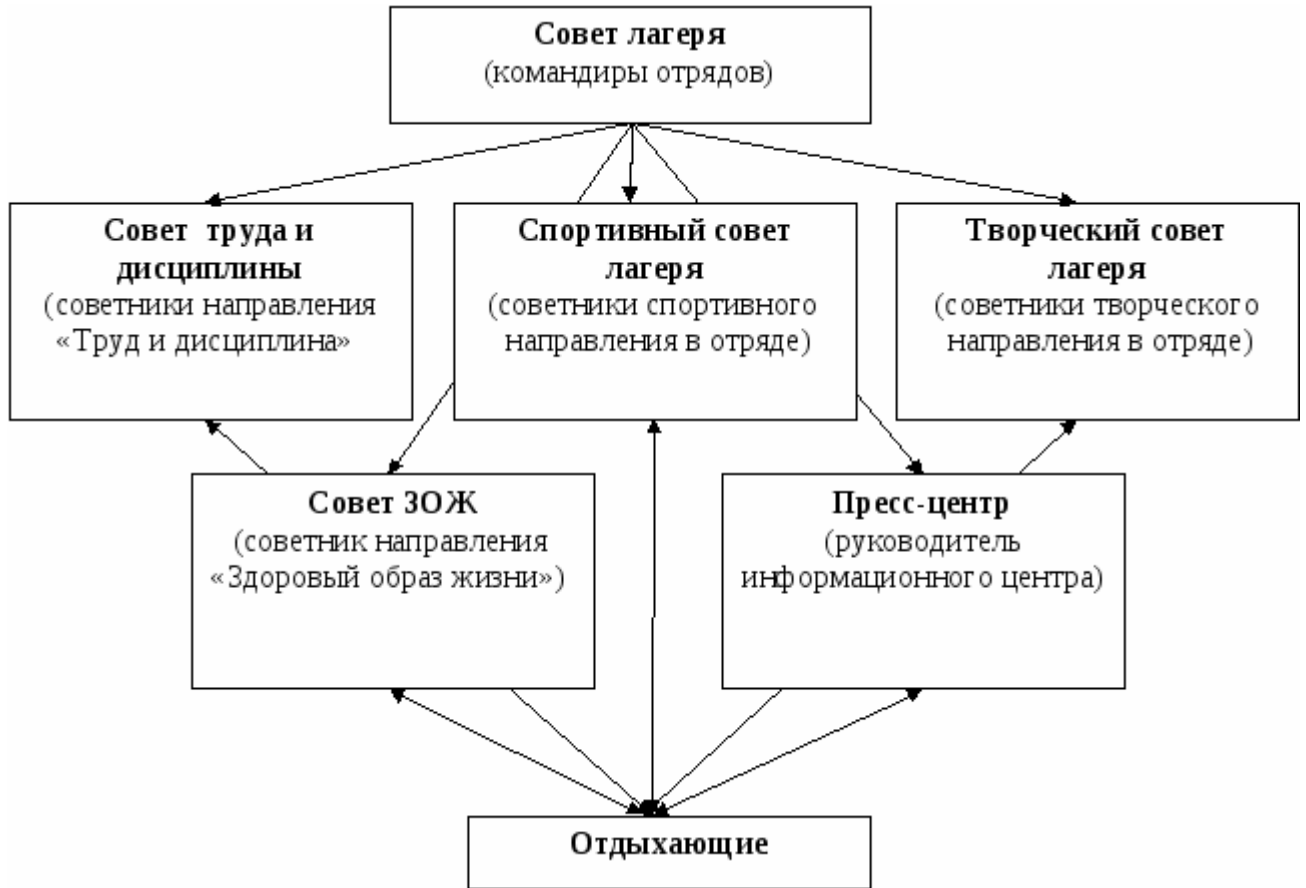 Совет лагеря
(командиры отрядов)
Совет труда и
дисциплины
(советники направления
«Труд и дисциплина»
Спортивный совет
лагеря
(советники спортивного
направления в отряде)
Творческий совет
лагеря
(советники творческого
направления в отряде)
Совет ЗОЖ
(советник направления
«Здоровый образ жизни»)
Пресс-центр
(руководитель
информационного центра)
Отдыхающие